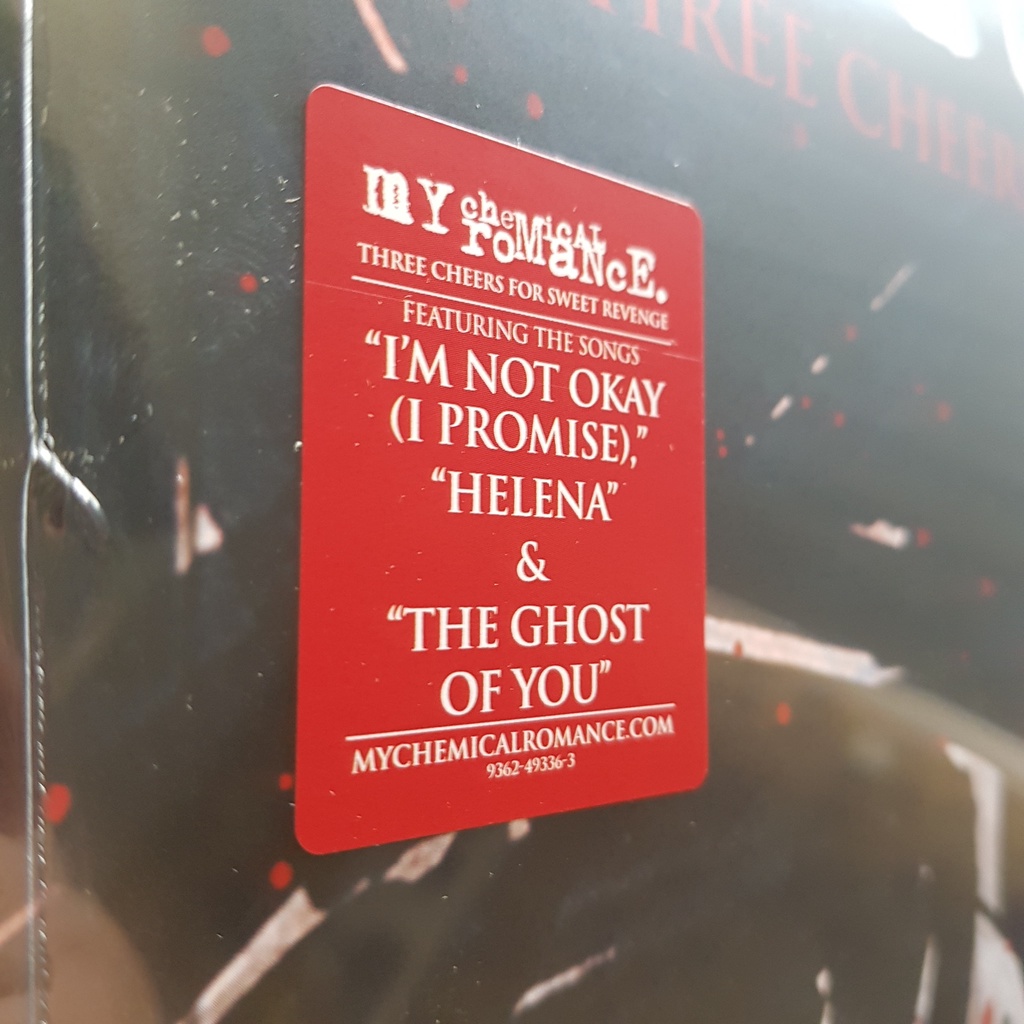 THREE CHEERS
my cheMicAL
roMaNcE.
THREE CHEERS FOR SWEET REVENGE
FEATURING THE SONGS
“I'M NOT OKAY
(I PROMISE),”
“HELENA”
&
“THE GHOST
OF YOU”
MYCHEMICALROMANCE.COM
9362-49336-3